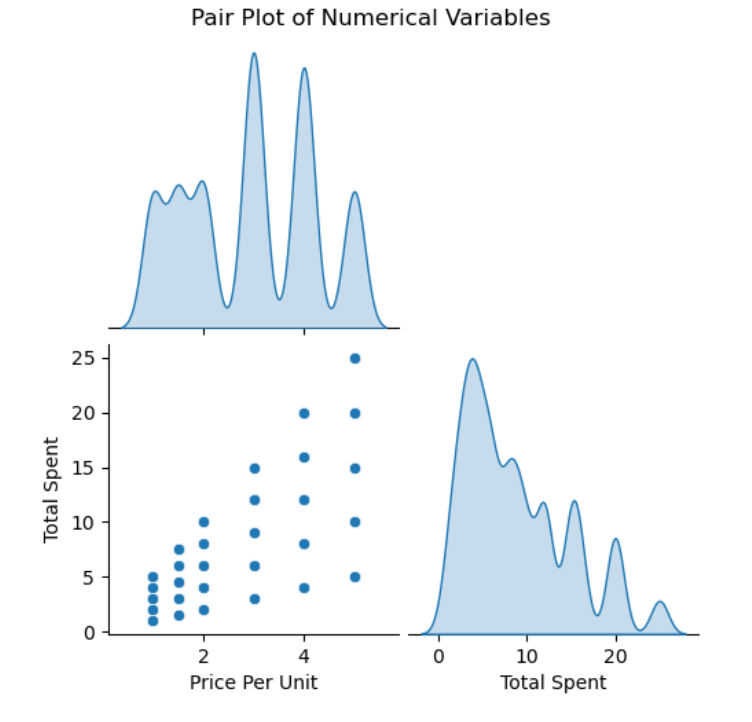 Pair Plot of Numerical Variables
25
20
15
10
5
0
Total Spent
2 4
Price Per Unit
0 10 20
Total Spent